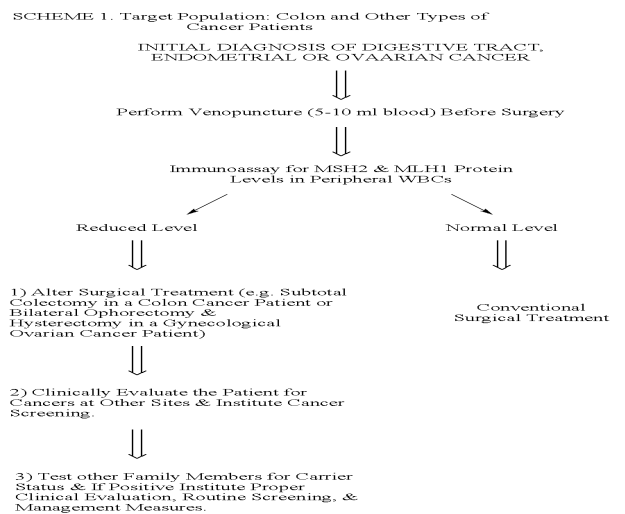 SCHEME 1. Target Population: Colon and Other Types of
Cancer Patients
INITIAL DIAGNOSIS OF DIGESTIVE TRACT,
ENDOMETRIAL OR OVAARIAN CANCER
Perform Venopuncture (5-10 ml blood) Before Surgery
Immunoassay for MSH2 & MLH1 Protein
Levels in Peripheral WBCs
Reduced Level
Normal Level
1) Alter Surgical Treatment (e.g. Subtotal
Colectomy in a Colon Cancer Patient or
Bilateral Ophorectomy &
Hysterectomy in a Gynecological
Ovarian Cancer Patient)
Conventional
Surgical Treatment
2) Clinically Evaluate the Patient for
Cancers at Other Sites & Institute Cancer
Screening.
3) Test other Family Members for Carrier
Status & If Positive Institute Proper
Clinical Evaluation, Routine Screening, &
Management Measures.